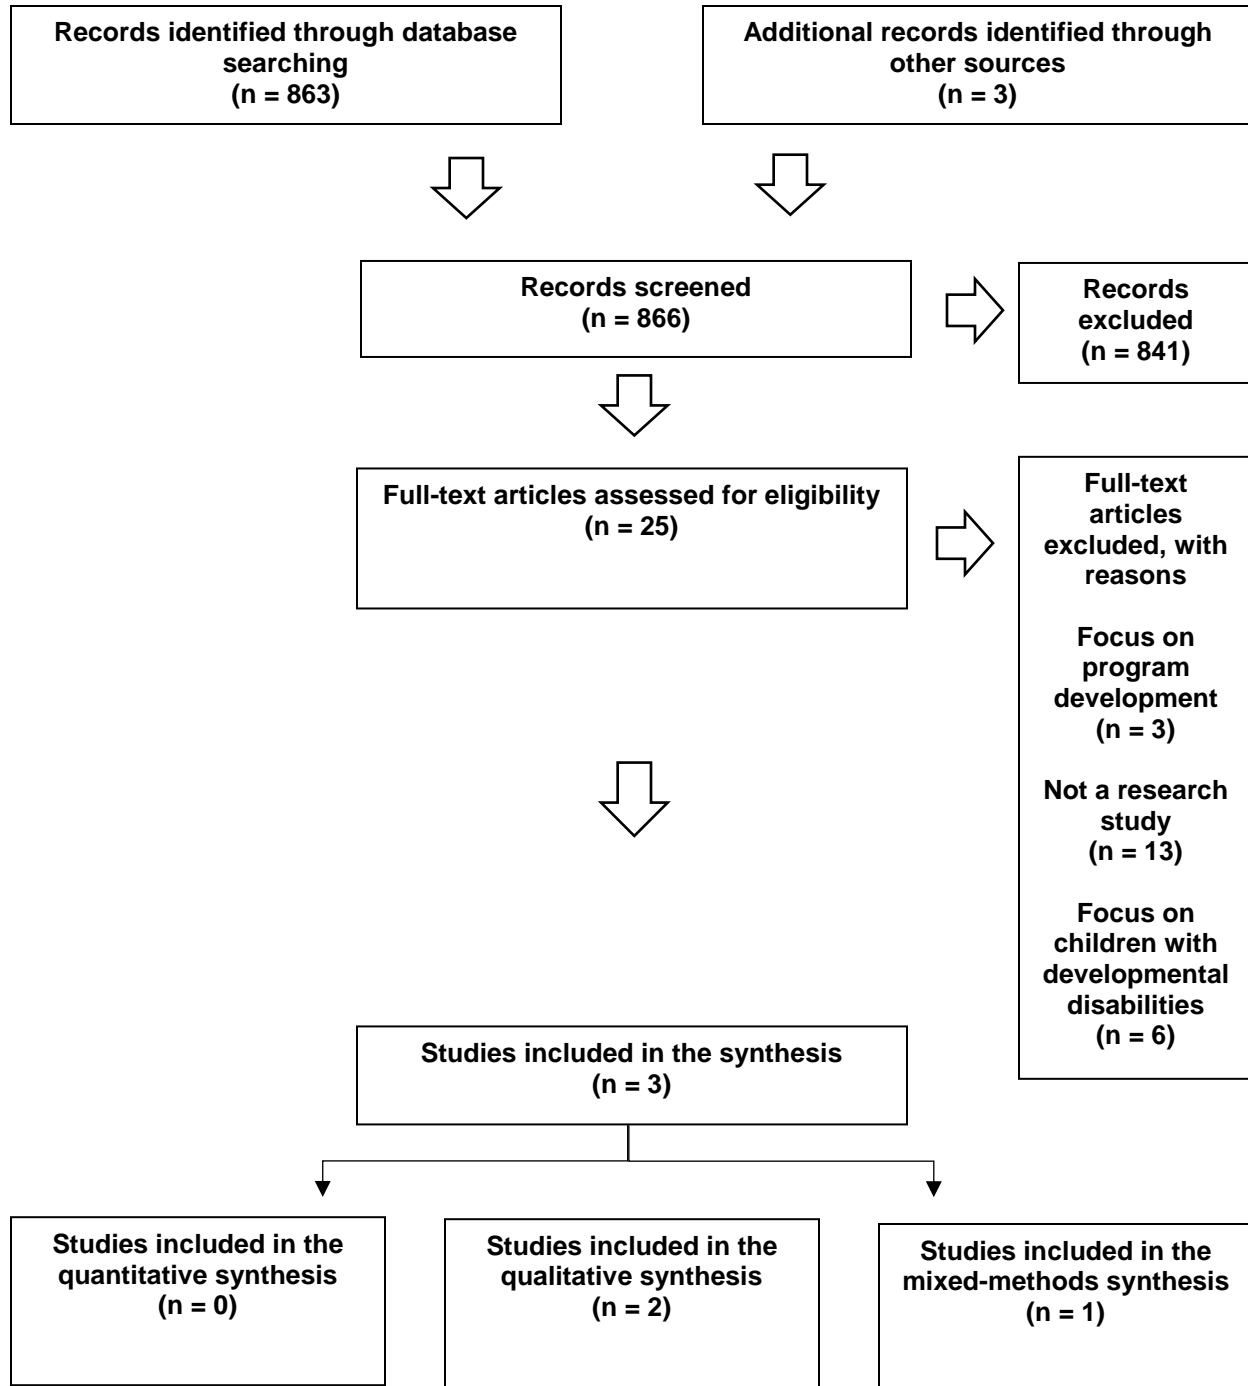 Records identified through database
searching
(n = 863)
Additional records identified through
other sources
(n = 3)
Records screened
(n = 866)
Records
excluded
(n = 841)
Full-text articles assessed for eligibility
(n = 25)
Full-text
articles
excluded, with
reasons
Focus on
program
development
(n = 3)
Not a research
study
(n = 13)
Focus on
children with
developmental
disabilities
(n = 6)
Studies included in the synthesis
(n = 3)
Studies included in the
quantitative synthesis
(n = 0)
Studies included in the
qualitative synthesis
(n = 2)
Studies included in the
mixed-methods synthesis
(n = 1)